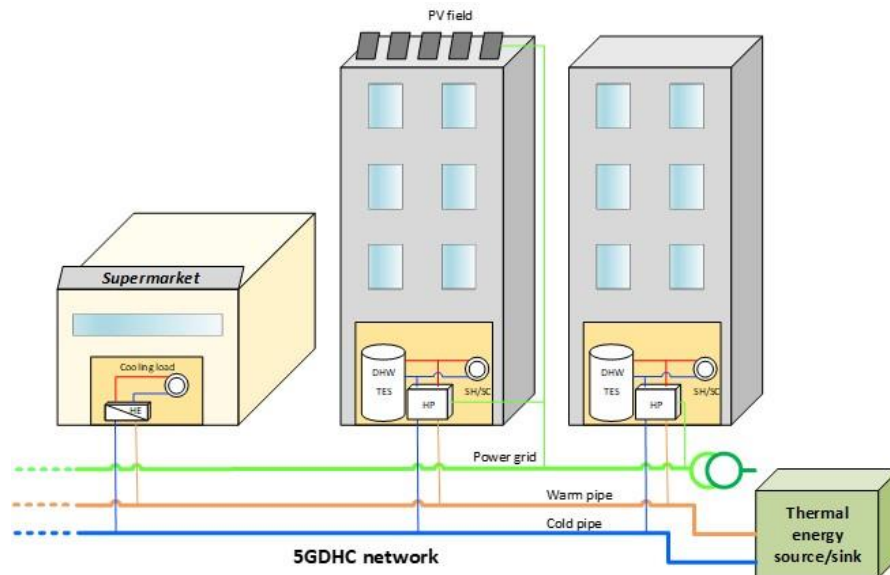 PV field
Supermarket
Cooling load
HE
DHW
TES
HP
SH/SC
DHW
TES
HP
SH/SC
Power grid
Warm pipe
Cold pipe
5GDHC network
Thermal
energy
source/sink